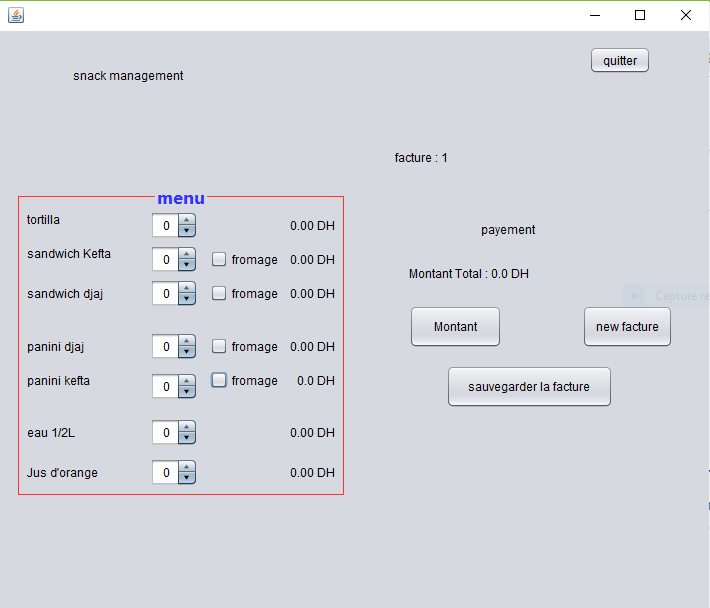 quitter
snack management
facture : 1
menu
tortilla 0 0.00 DH
payement
sandwich Kefta 0 fromage 0.00 DH
Montant Total : 0.0 DH
sandwich djaj 0 fromage 0.00 DH
Capture re
Montant new facture
panini djaj 0 fromage 0.00 DH
panini kefta 0 fromage 0.0 DH
sauvegarder la facture
eau 1/2L 0 0.00 DH
Jus d'orange 0 0.00 DH